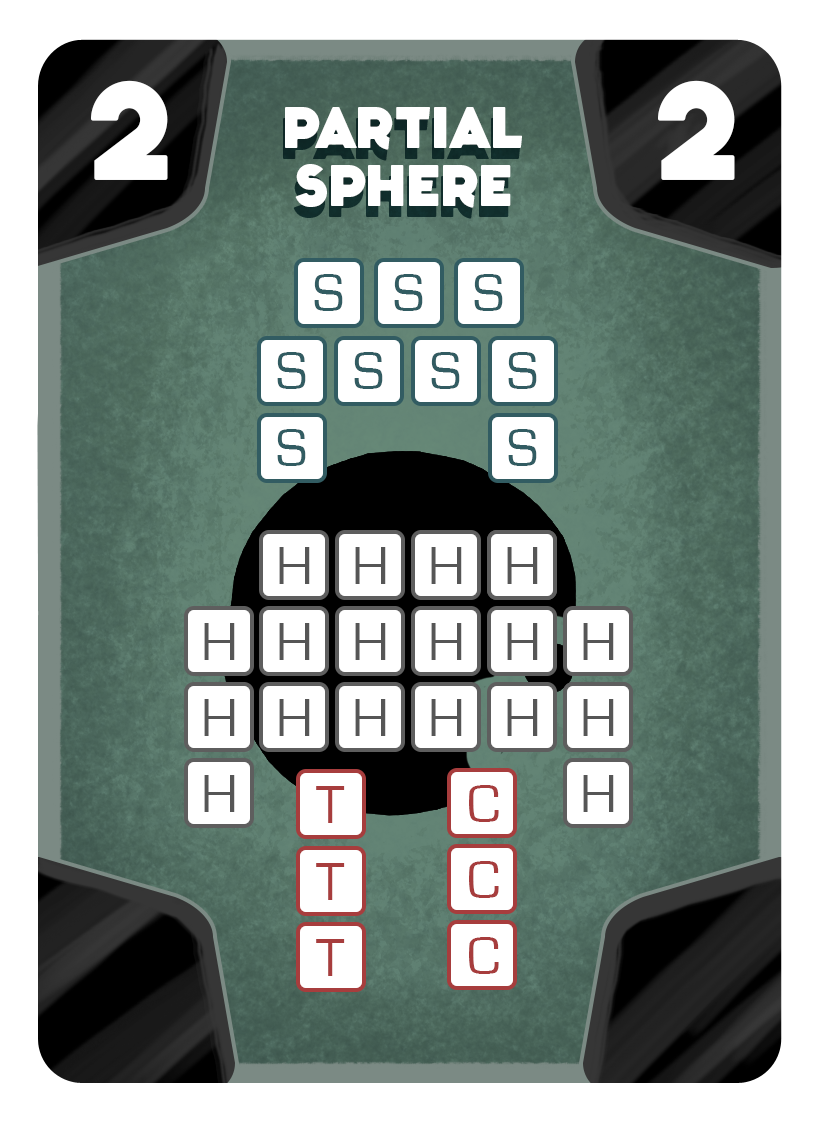 2 2
PARTIAL
SPHERE
S S S
S S S S
S S
H H H H
H H H H H H
H H H H H H
H H
T C
T C
T C